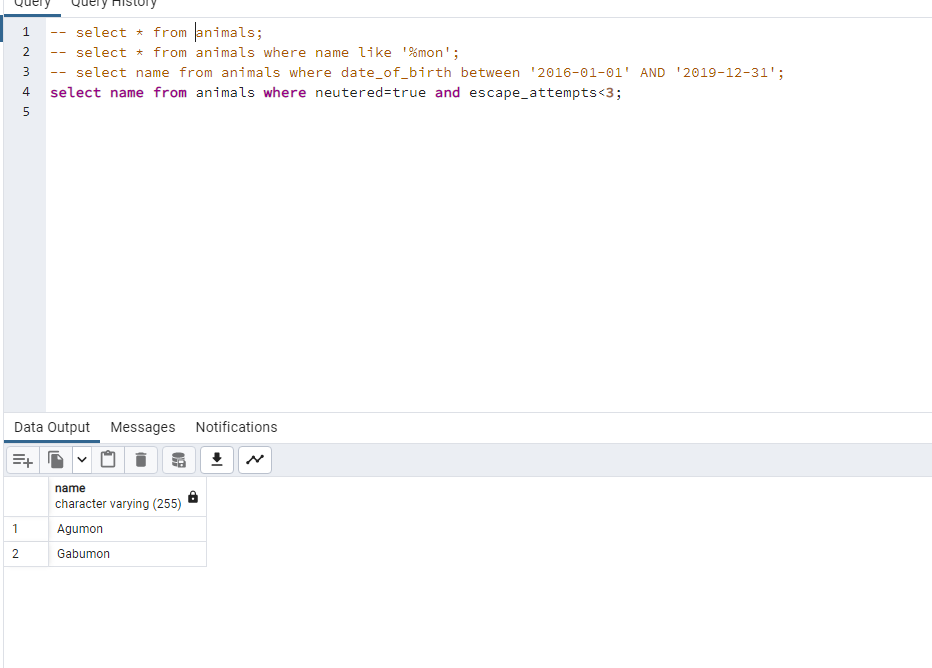 Query Query History
1 -- select * from animals;
2 -- select * from animals where name like '%mon';
3 -- select name from animals where date_of_birth between '2016-01-01' AND '2019-12-31';
4 select name from animals where neutered=true and escape_attempts<3;
5
Data Output Messages Notifications
name
character varying (255)
1 Agumon
2 Gabumon